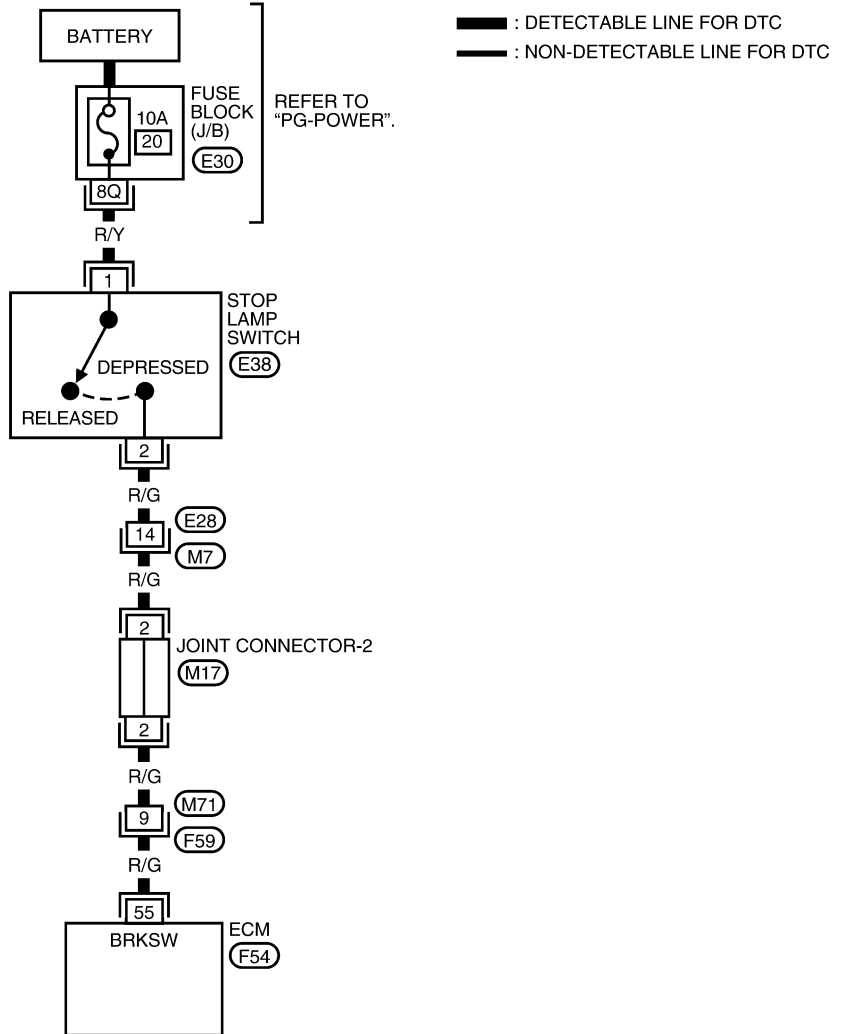 BATTERY
: DETECTABLE LINE FOR DTC
: NON-DETECTABLE LINE FOR DTC
FUSE
BLOCK
(J/B)
E30
10A
20
REFER TO
“PG-POWER”.
8Q
R/Y
1
STOP
LAMP
SWITCH
E38
DEPRESSED
RELEASED
2
R/G
E28
14
M7
R/G
2
JOINT CONNECTOR-2
M17
2
R/G
M71
9
F59
R/G
55
BRKSW
ECM
F54